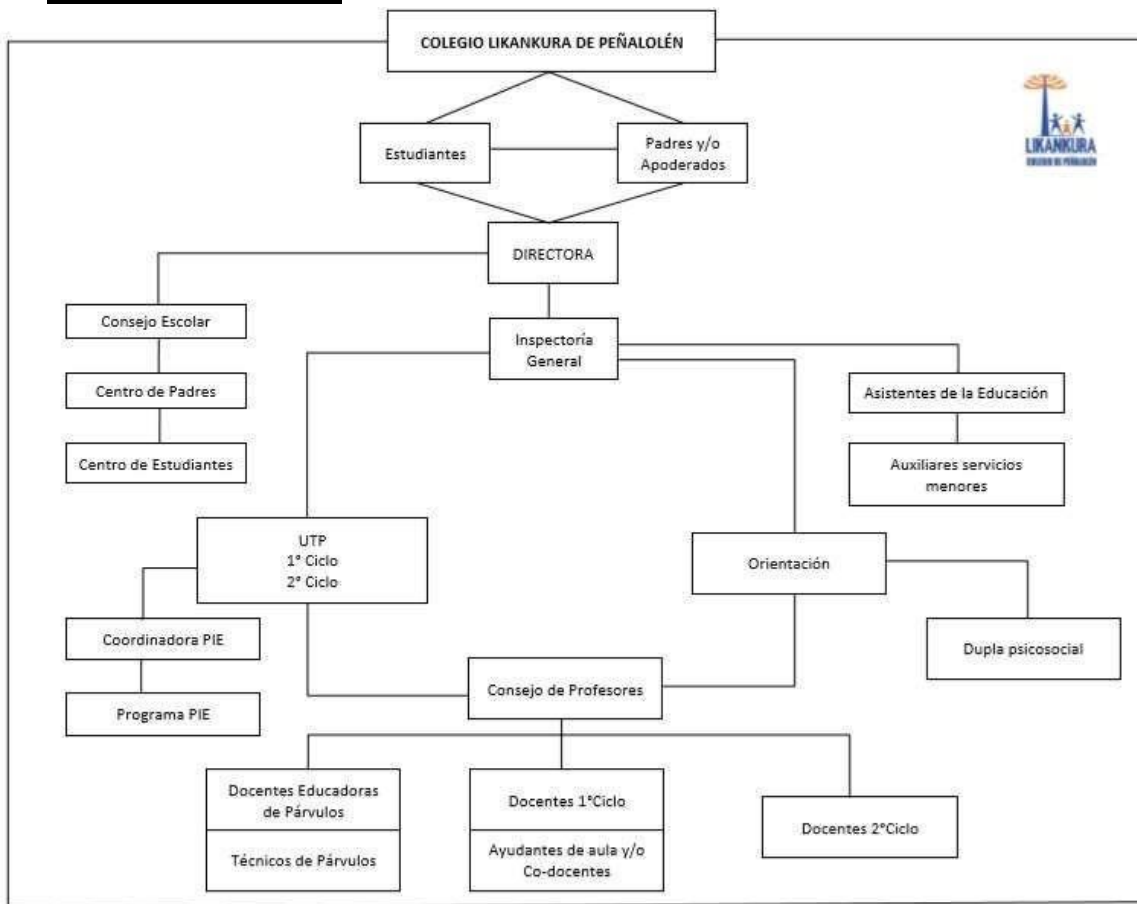 COLEGIO LIKANKURA DE PEÑALOLÉN
LIKANKURA
COLEGIO DE PEÑALOLÉN
Estudiantes
Padres y/o
Apoderados
DIRECTORA
Consejo Escolar
Inspectoría
General
Centro de Padres
Asistentes de la Educación
Centro de Estudiantes
Auxiliares servicios
menores
UTP
1° Ciclo
2° Ciclo
Orientación
Coordinadora PIE
Dupla psicosocial
Consejo de Profesores
Programa PIE
Docentes Educadoras
de Párvulos
Técnicos de Párvulos
Docentes 1°Ciclo
Ayudantes de aula y/o
Co-docentes
Docentes 2°Ciclo